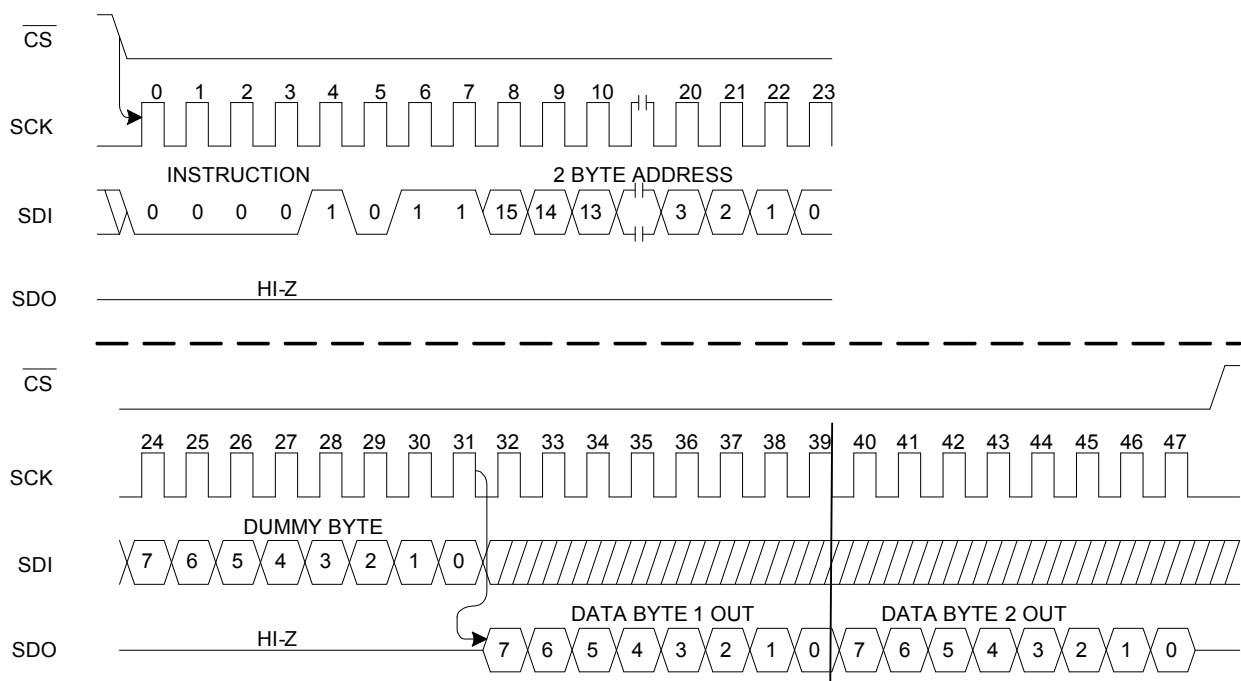 CS
0 1 2 3 4 5 6 7 8 9 10 20 21 22 23
SCK
INSTRUCTION 2 BYTE ADDRESS
SDI 0 0 0 0 1 0 1 1 15 14 13 3 2 1 0
HI-Z
SDO
CS
24 25 26 27 28 29 30 31 32 33 34 35 36 37 38 39 40 41 42 43 44 45 46 47
SCK
DUMMY BYTE
SDI 7 6 5 4 3 2 1 0
DATA BYTE 1 OUT DATA BYTE 2 OUT
HI-Z
SDO 7 6 5 4 3 2 1 0 7 6 5 4 3 2 1 0